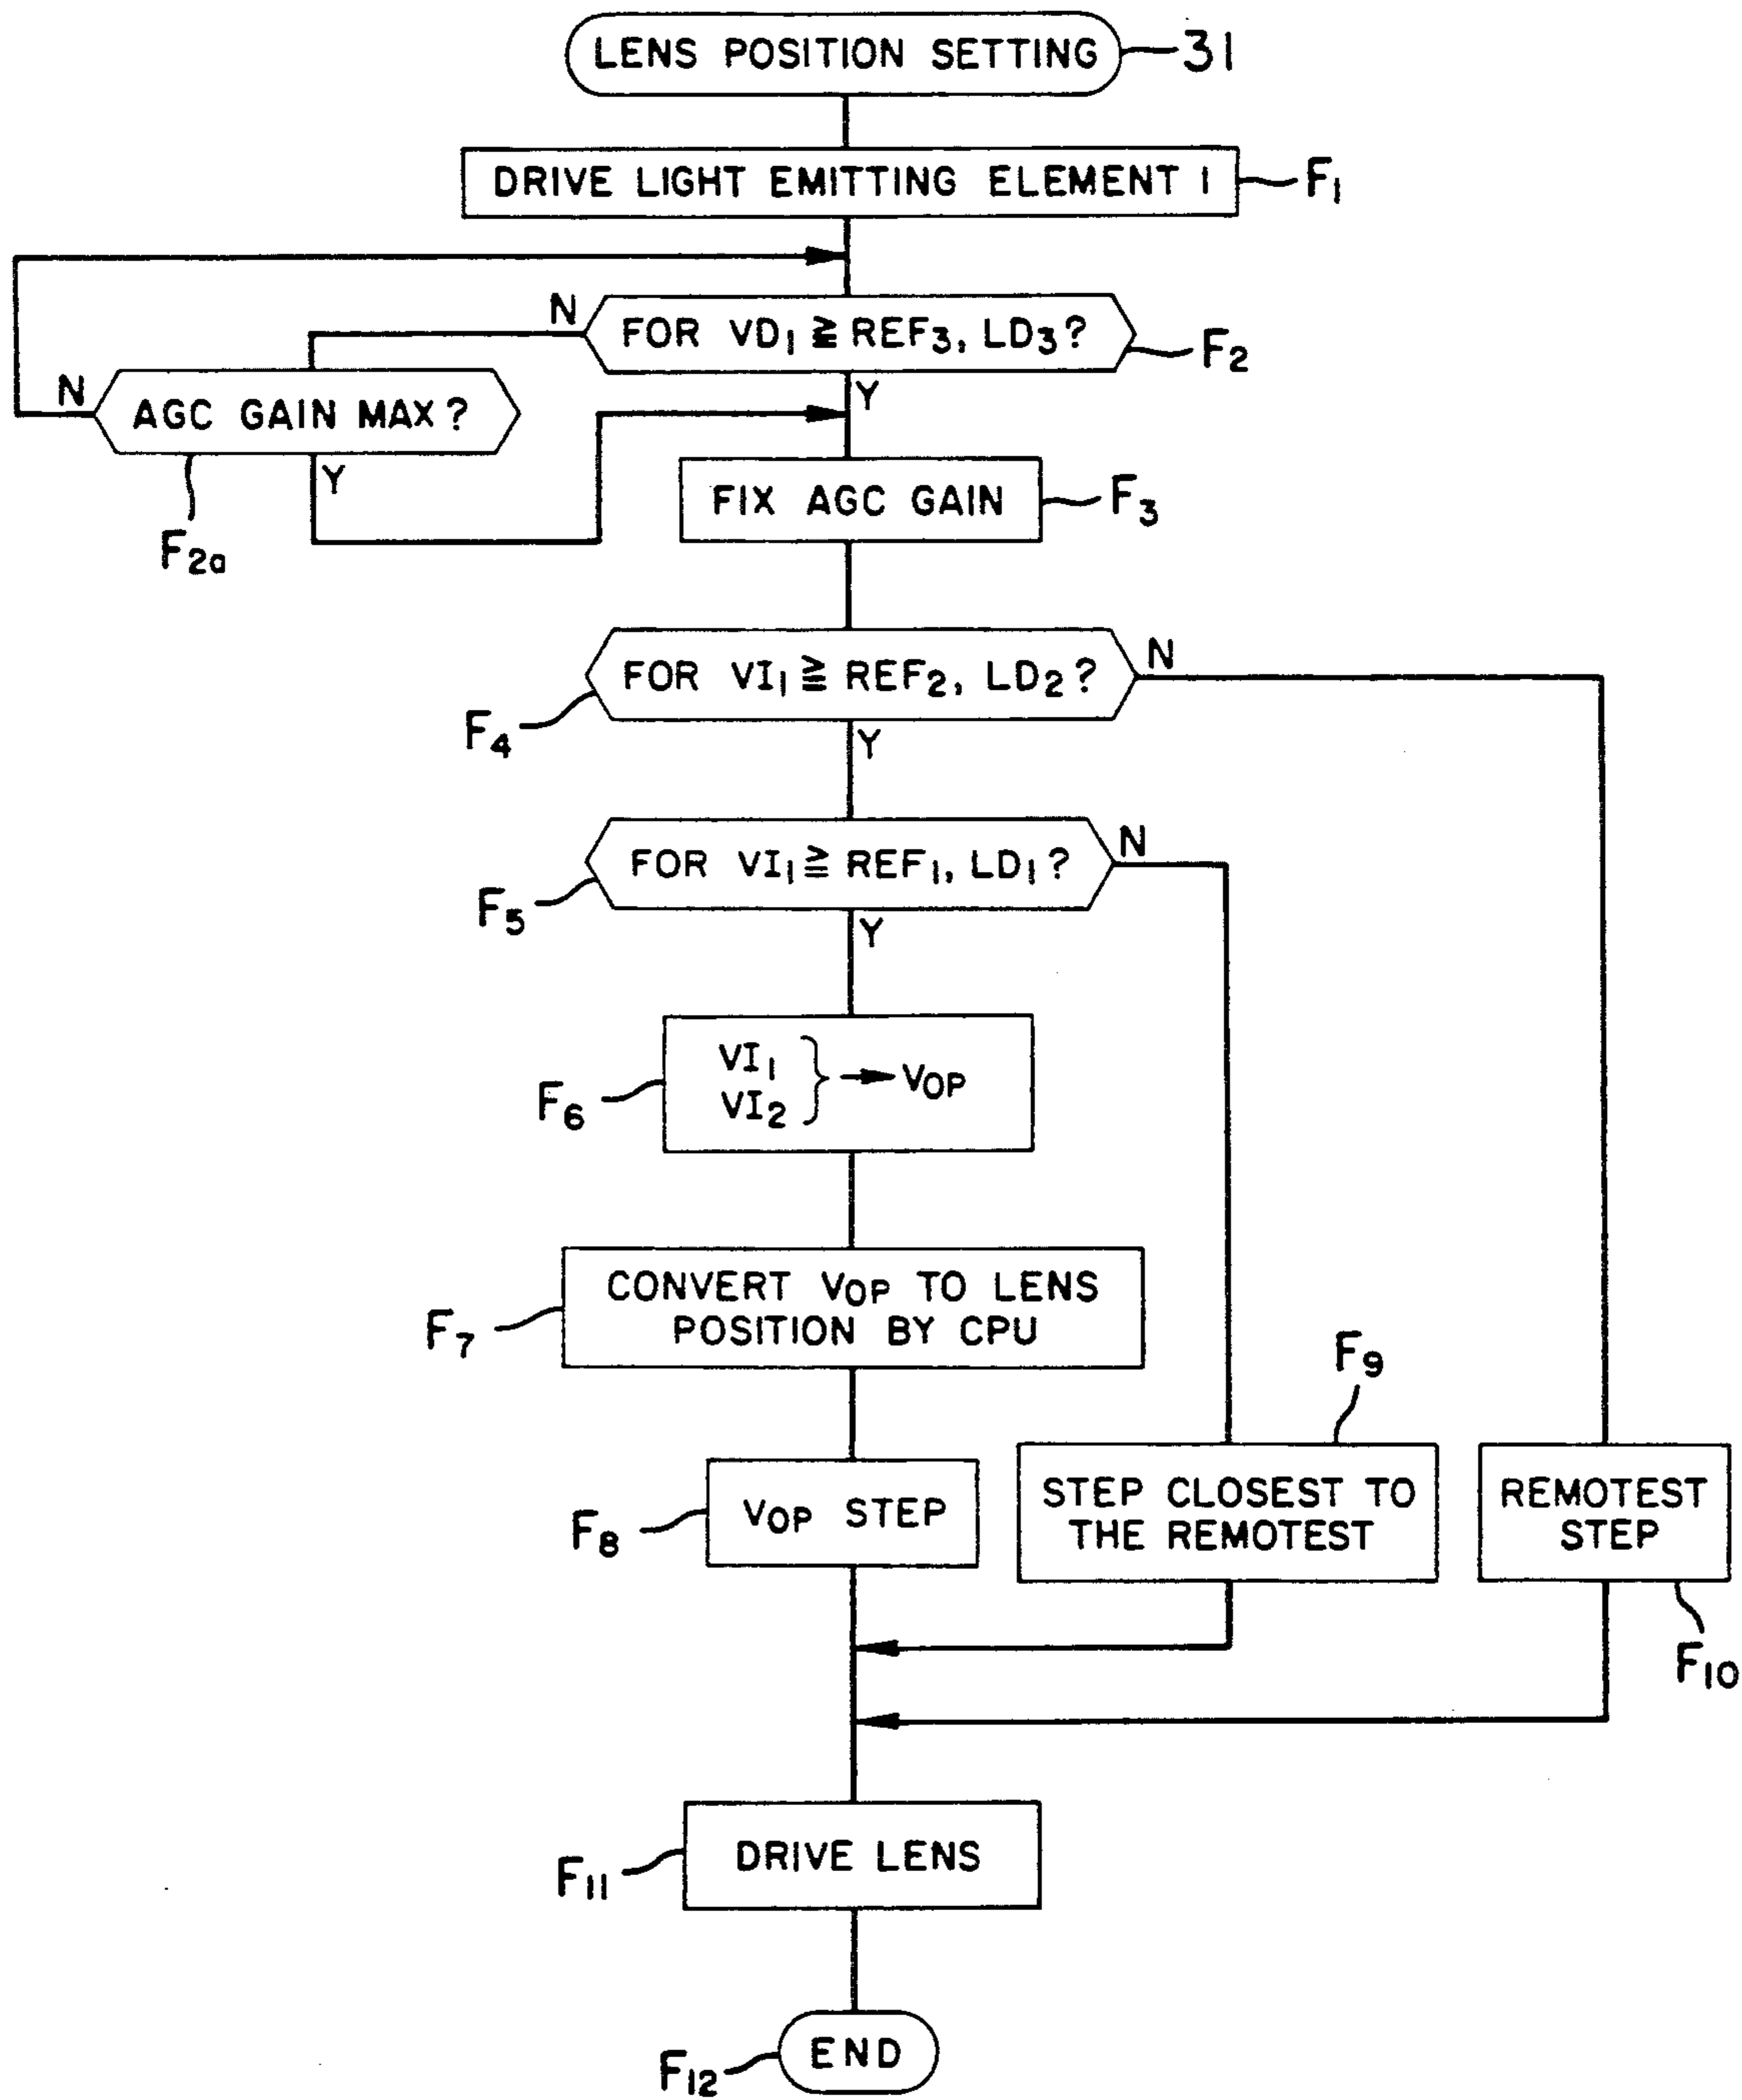 LENS POSITION SETTING 31
DRIVE LIGHT EMITTING ELEMENT 1 F1
N FOR VD1 ≧ REF3, LD3? F2
Y
N AGC GAIN MAX?
Y
F2a
FIX AGC GAIN F3
FOR VI1 ≧ REF2, LD2? N
F4
Y
FOR VI1 ≧ REF1, LD1? N
F5
Y
VI1
VI2 } → VOP
F6
CONVERT VOP TO LENS
POSITION BY CPU
F7
F8 VOP STEP
F9
STEP CLOSEST TO
THE REMOTEST
REMOTEST
STEP
F10
F11 DRIVE LENS
F12 END